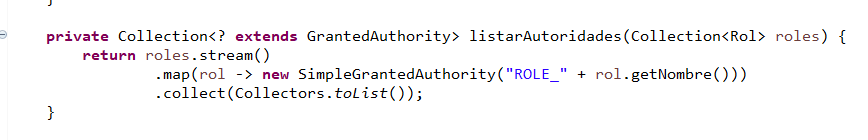 }
private Collection<? extends GrantedAuthority> listarAutoridades(Collection<Rol> roles) {
return roles.stream()
.map(rol -> new SimpleGrantedAuthority("ROLE_" + rol.getNombre()))
.collect(Collectors.toList());
}